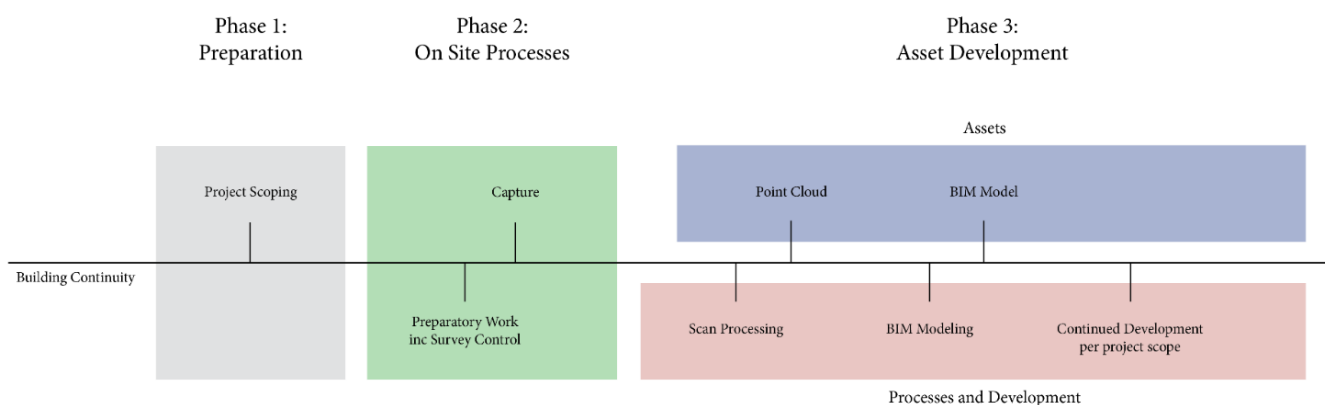 Phase 1:
Preparation
Phase 2:
On Site Processes
Phase 3:
Asset Development
Assets
Project Scoping
Capture
Point Cloud
BIM Model
Building Continuity
Preparatory Work
inc Survey Control
Scan Processing
BIM Modeling
Continued Development
per project scope
Processes and Development